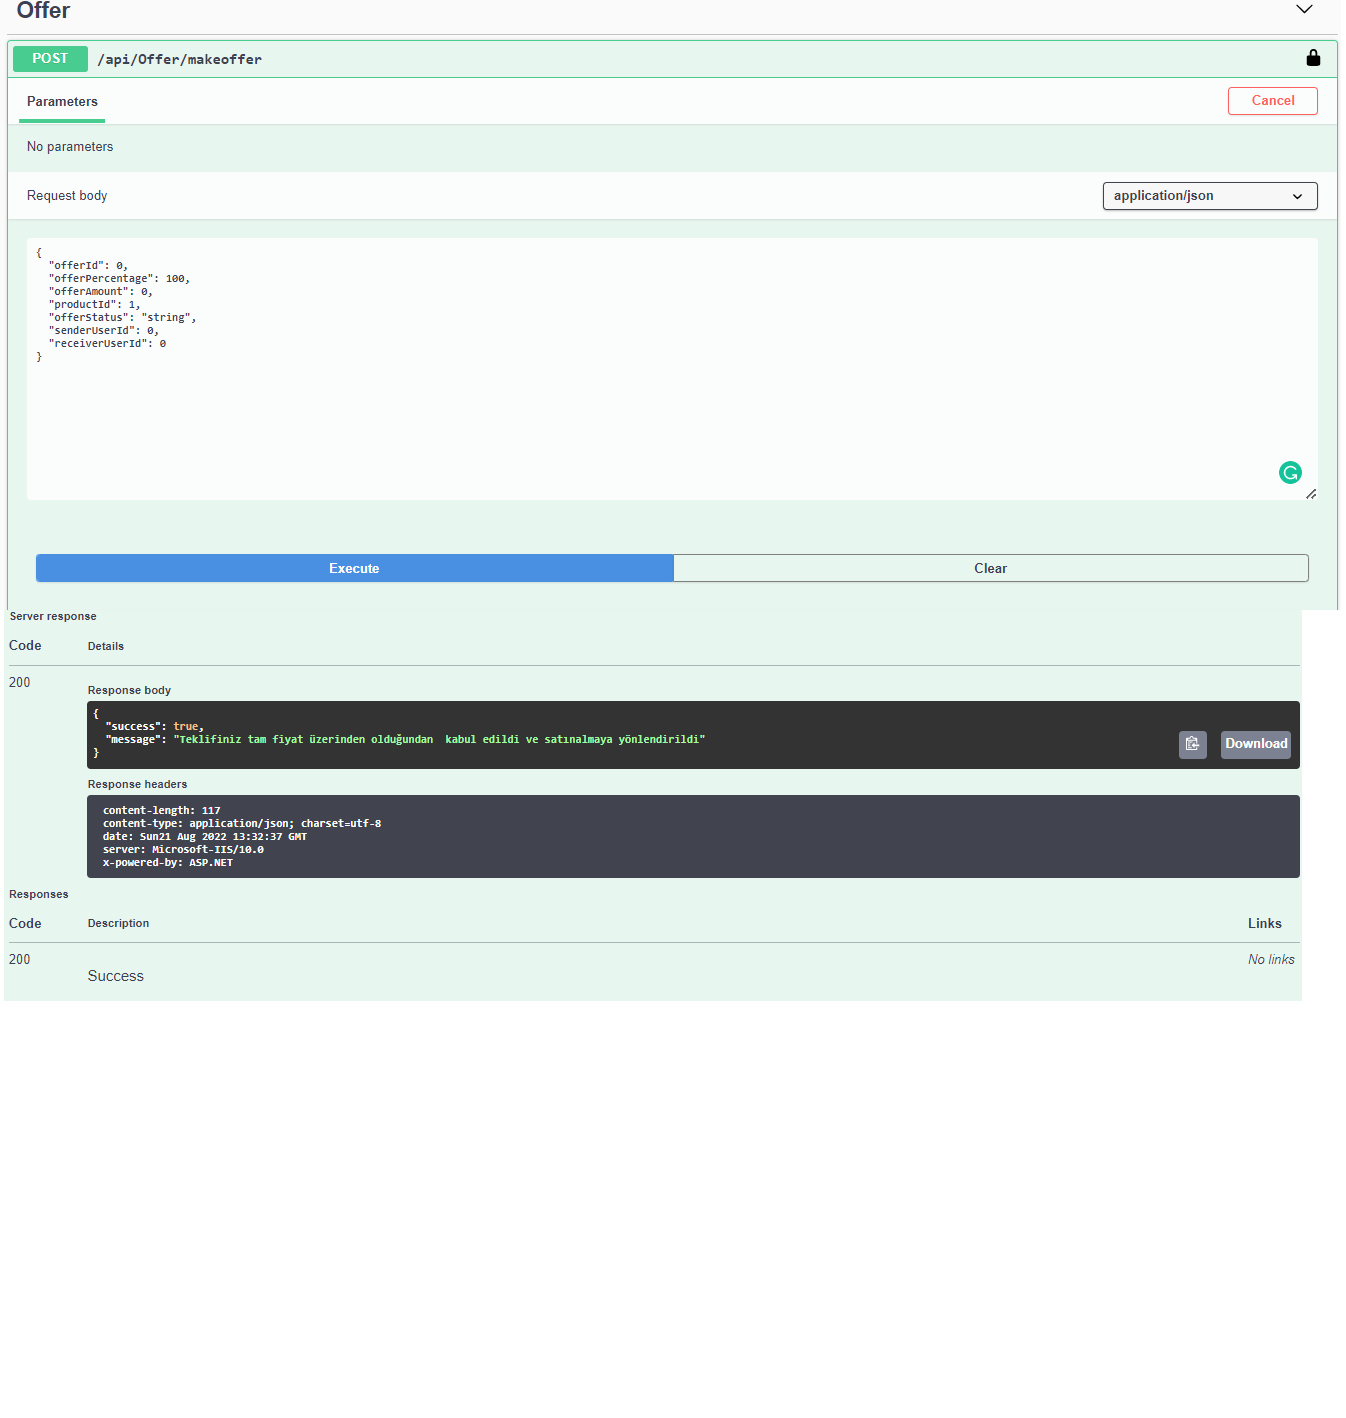 Offer
POST /api/Offer/makeoffer
Parameters Cancel
No parameters
Request body application/json
{
"offerId": 0,
"offerPercentage": 100,
"offerAmount": 0,
"productId": 1,
"offerStatus": "string",
"senderUserId": 0,
"receiverUserId": 0
}
Execute Clear
Server response
Code Details
200
Response body
{
"success": true,
"message": "Teklifiniz tam fiyat üzerinden olduğundan  kabul edildi ve satınalmaya yönlendirildi"
}
Download
Response headers
content-length: 117
content-type: application/json; charset=utf-8
date: Sun21 Aug 2022 13:32:37 GMT
server: Microsoft-IIS/10.0
x-powered-by: ASP.NET
Responses
Code Description Links
200 No links
Success